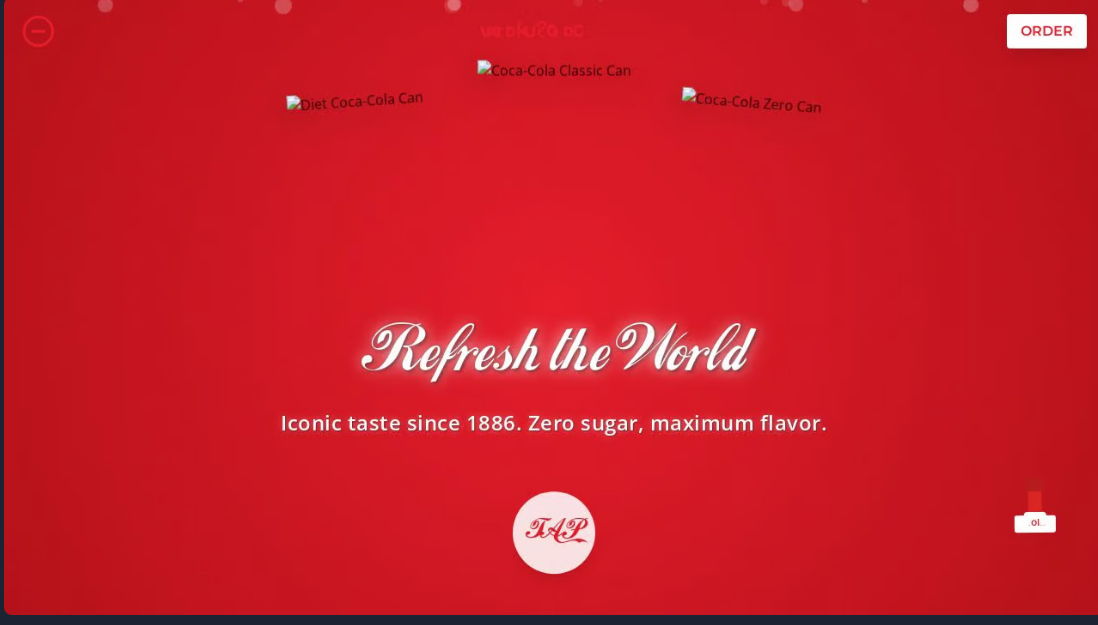 ORDER
Coca-Cola Classic Can
Diet Coca-Cola Can
Coca-Cola Zero Can
Refresh the World
Iconic taste since 1886. Zero sugar, maximum flavor.
TAP